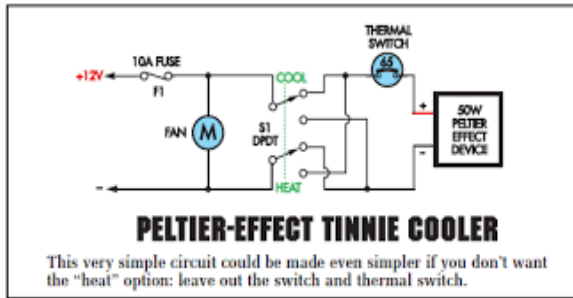 THERMAL
SWITCH
10A FUSE
COOL
65
+12V
F1
+
50W
PELTIER
EFFECT
DEVICE
FAN
M
S1
DPDT
-
-
HEAT
PELTIER-EFFECT TINNIE COOLER
This very simple circuit could be made even simpler if you don't want
the "heat" option: leave out the switch and thermal switch.